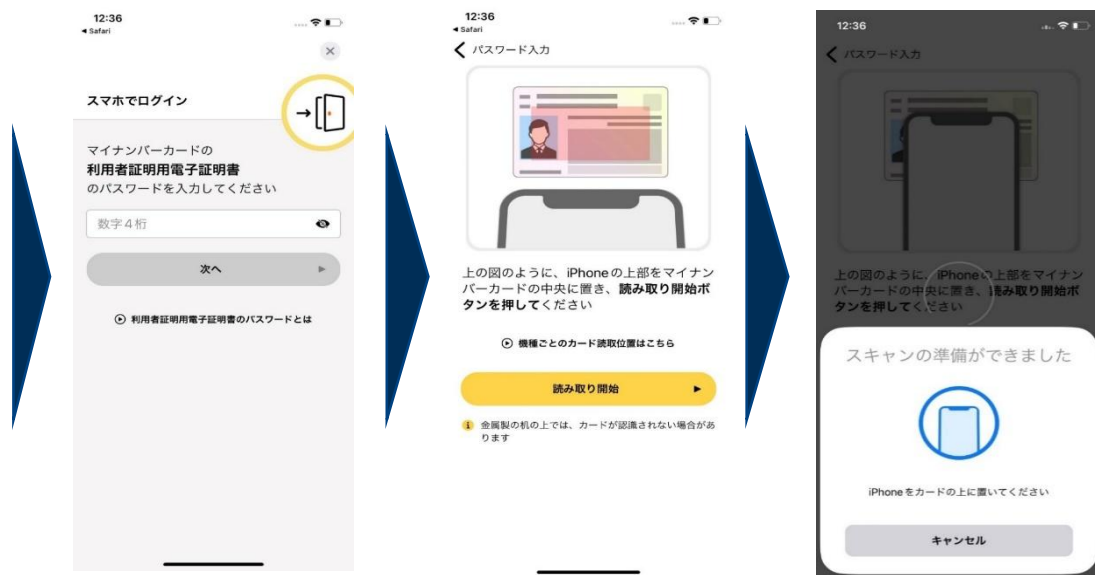 12:36
◀ Safari
スマホでログイン
マイナンバーカードの
利用者証明用電子証明書
のパスワードを入力してください
数字4桁
次へ
利用者証明用電子証明書のパスワードとは
12:36
◀ Safari
パスワード入力
上の図のように、iPhoneの上部をマイナン
バーカードの中央に置き、読み取り開始ボ
タンを押してください
機種ごとのカード読取位置はこちら
読み取り開始
金属製の机の上では、カードが認識されない場合があ
ります
12:36
パスワード入力
上の図のように、iPhoneの上部をマイナン
バーカードの中央に置き、読み取り開始ボ
タンを押してください
スキャンの準備ができました
iPhoneをカードの上に置いてください
キャンセル